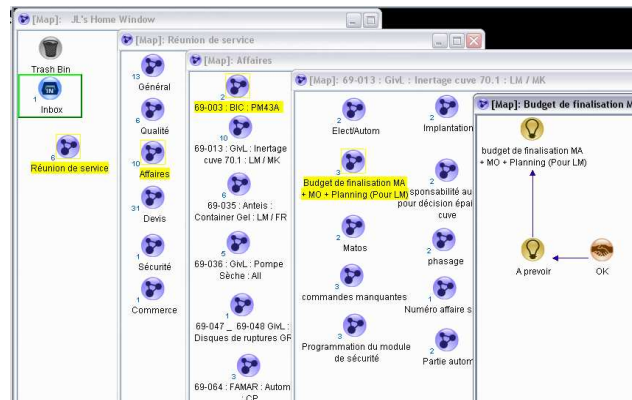 [Map]: JL's Home Window
Trash Bin
1
Inbox
6
Réunion de service
[Map]: Réunion de service
13
Général
6
Qualité
10
Affaires
31
Devis
1
Sécurité
1
Commerce
[Map]: Affaires
2
69-003 : BIC : PM43A
10
69-013 : GivL : Inertage
cuve 70.1 : LM / MK
6
69-035 : Anteis :
Container Gel : LM / FR
5
69-036 : GivL : Pompe
Sèche : All
1
69-047 _ 69-048 GivL :
Disques de ruptures GR
3
69-064 : FAMAR : Autom
: CP
[Map]: 69-013 : GivL : Inertage cuve 70.1 : LM / MK
2
Elect/Autom
3
Budget de finalisation MA
+ MO + Planning (Pour LM)
2
Matos
3
commandes manquantes
3
Programmation du module
de sécurité
2
Implantation
sponsabilité au
pour décision épai
cuve
2
phasage
1
Numéro affaire s
2
Partie autom
[Map]: Budget de finalisation M
budget de finalisation MA
+ MO + Planning (Pour LM)
A prevoir
OK